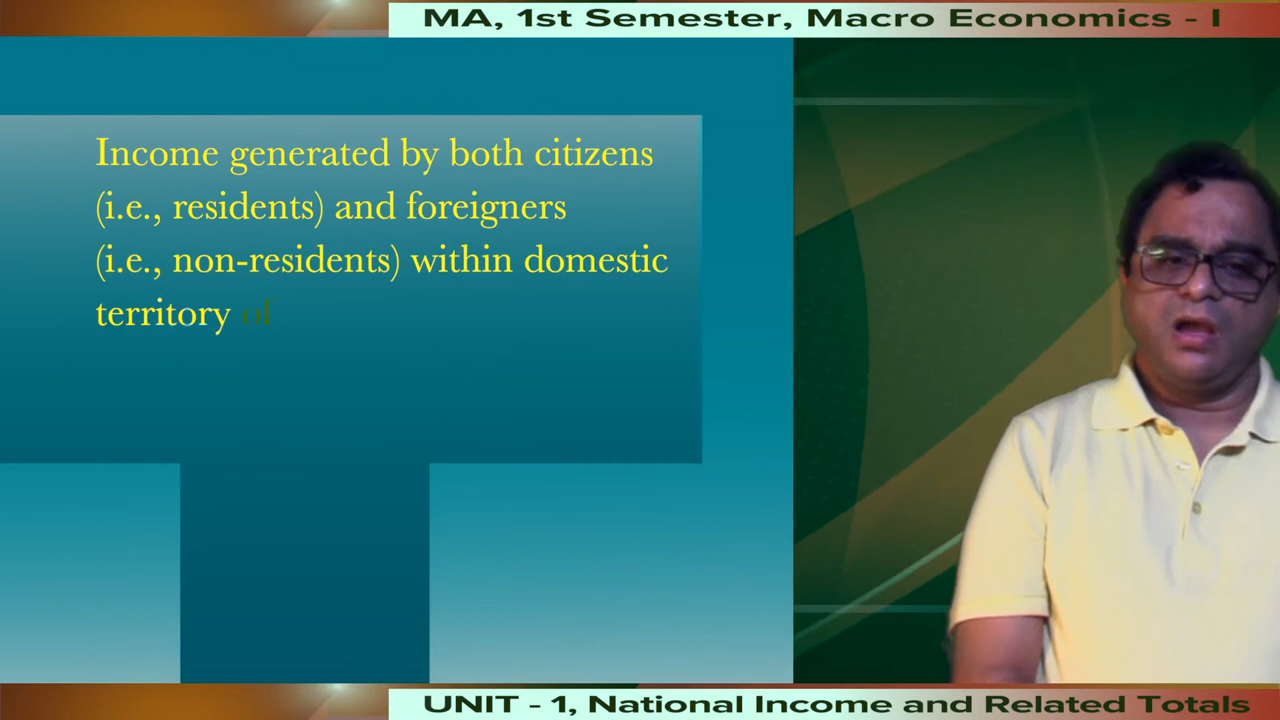 MA, 1st Semester, Macro Economics - I
Income generated by both citizens
(i.e., residents) and foreigners
(i.e., non-residents) within domestic
territory of
UNIT - 1, National Income and Related Totals